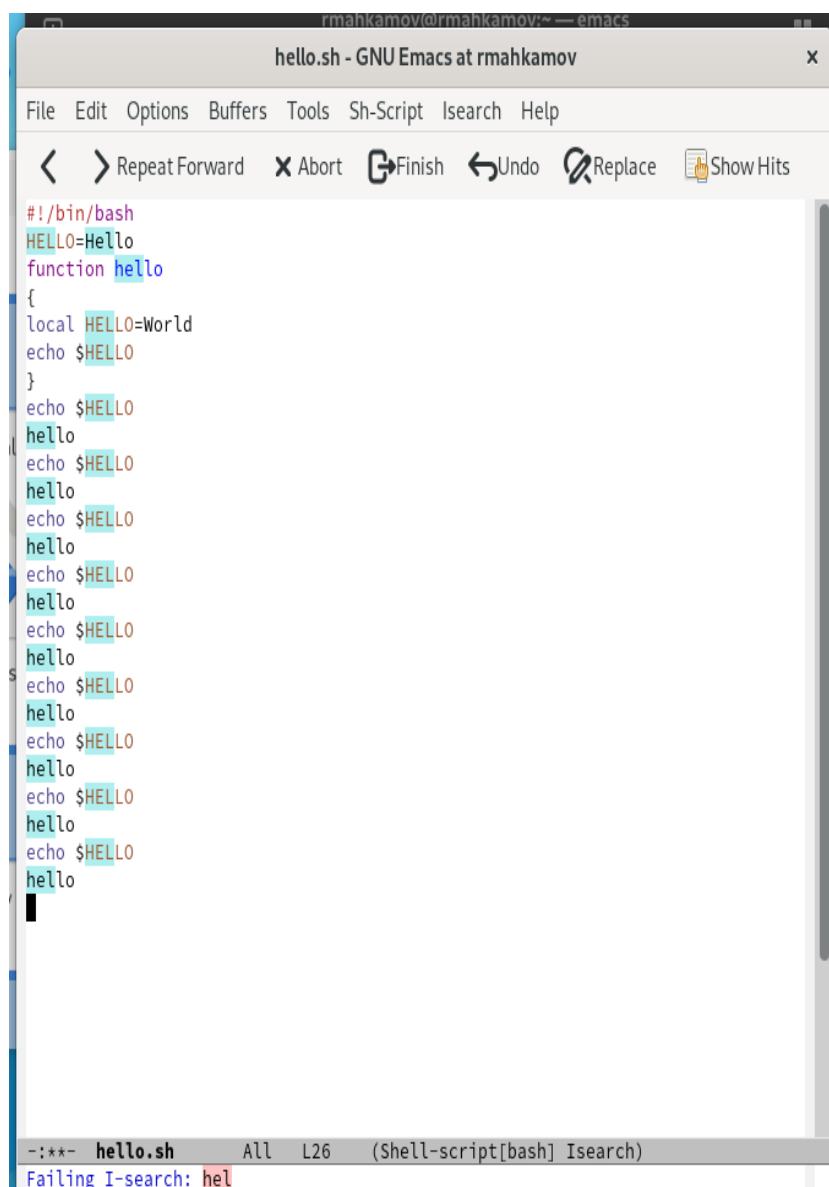 rmahkamov@rmahkamov:~ — emacs
hello.sh - GNU Emacs at rmahkamov ×
File Edit Options Buffers Tools Sh-Script Isearch Help
Repeat Forward Abort Finish Undo Replace Show Hits
#!/bin/bash
HELLO=Hello
function hello
{
local HELLO=World
echo $HELLO
}
echo $HELLO
hello
echo $HELLO
hello
echo $HELLO
hello
echo $HELLO
hello
echo $HELLO
hello
echo $HELLO
hello
echo $HELLO
hello
echo $HELLO
hello
echo $HELLO
hello
-:**- hello.sh All L26 (Shell-script[bash] Isearch)
Failing I-search: hel